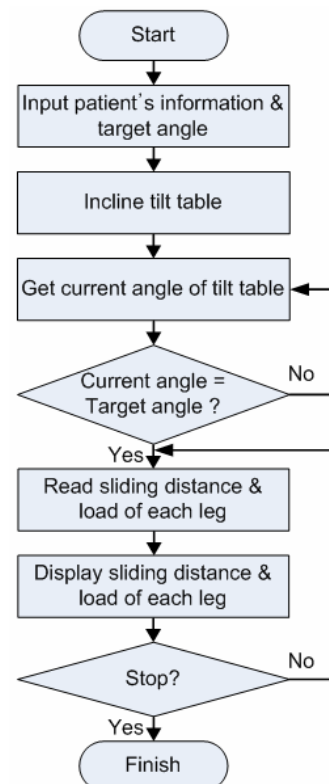 Start
Input patient's information &
target angle
Incline tilt table
Get current angle of tilt table
Current angle =
Target angle ?
No
Yes
Read sliding distance &
load of each leg
Display sliding distance &
load of each leg
Stop?
No
Yes
Finish